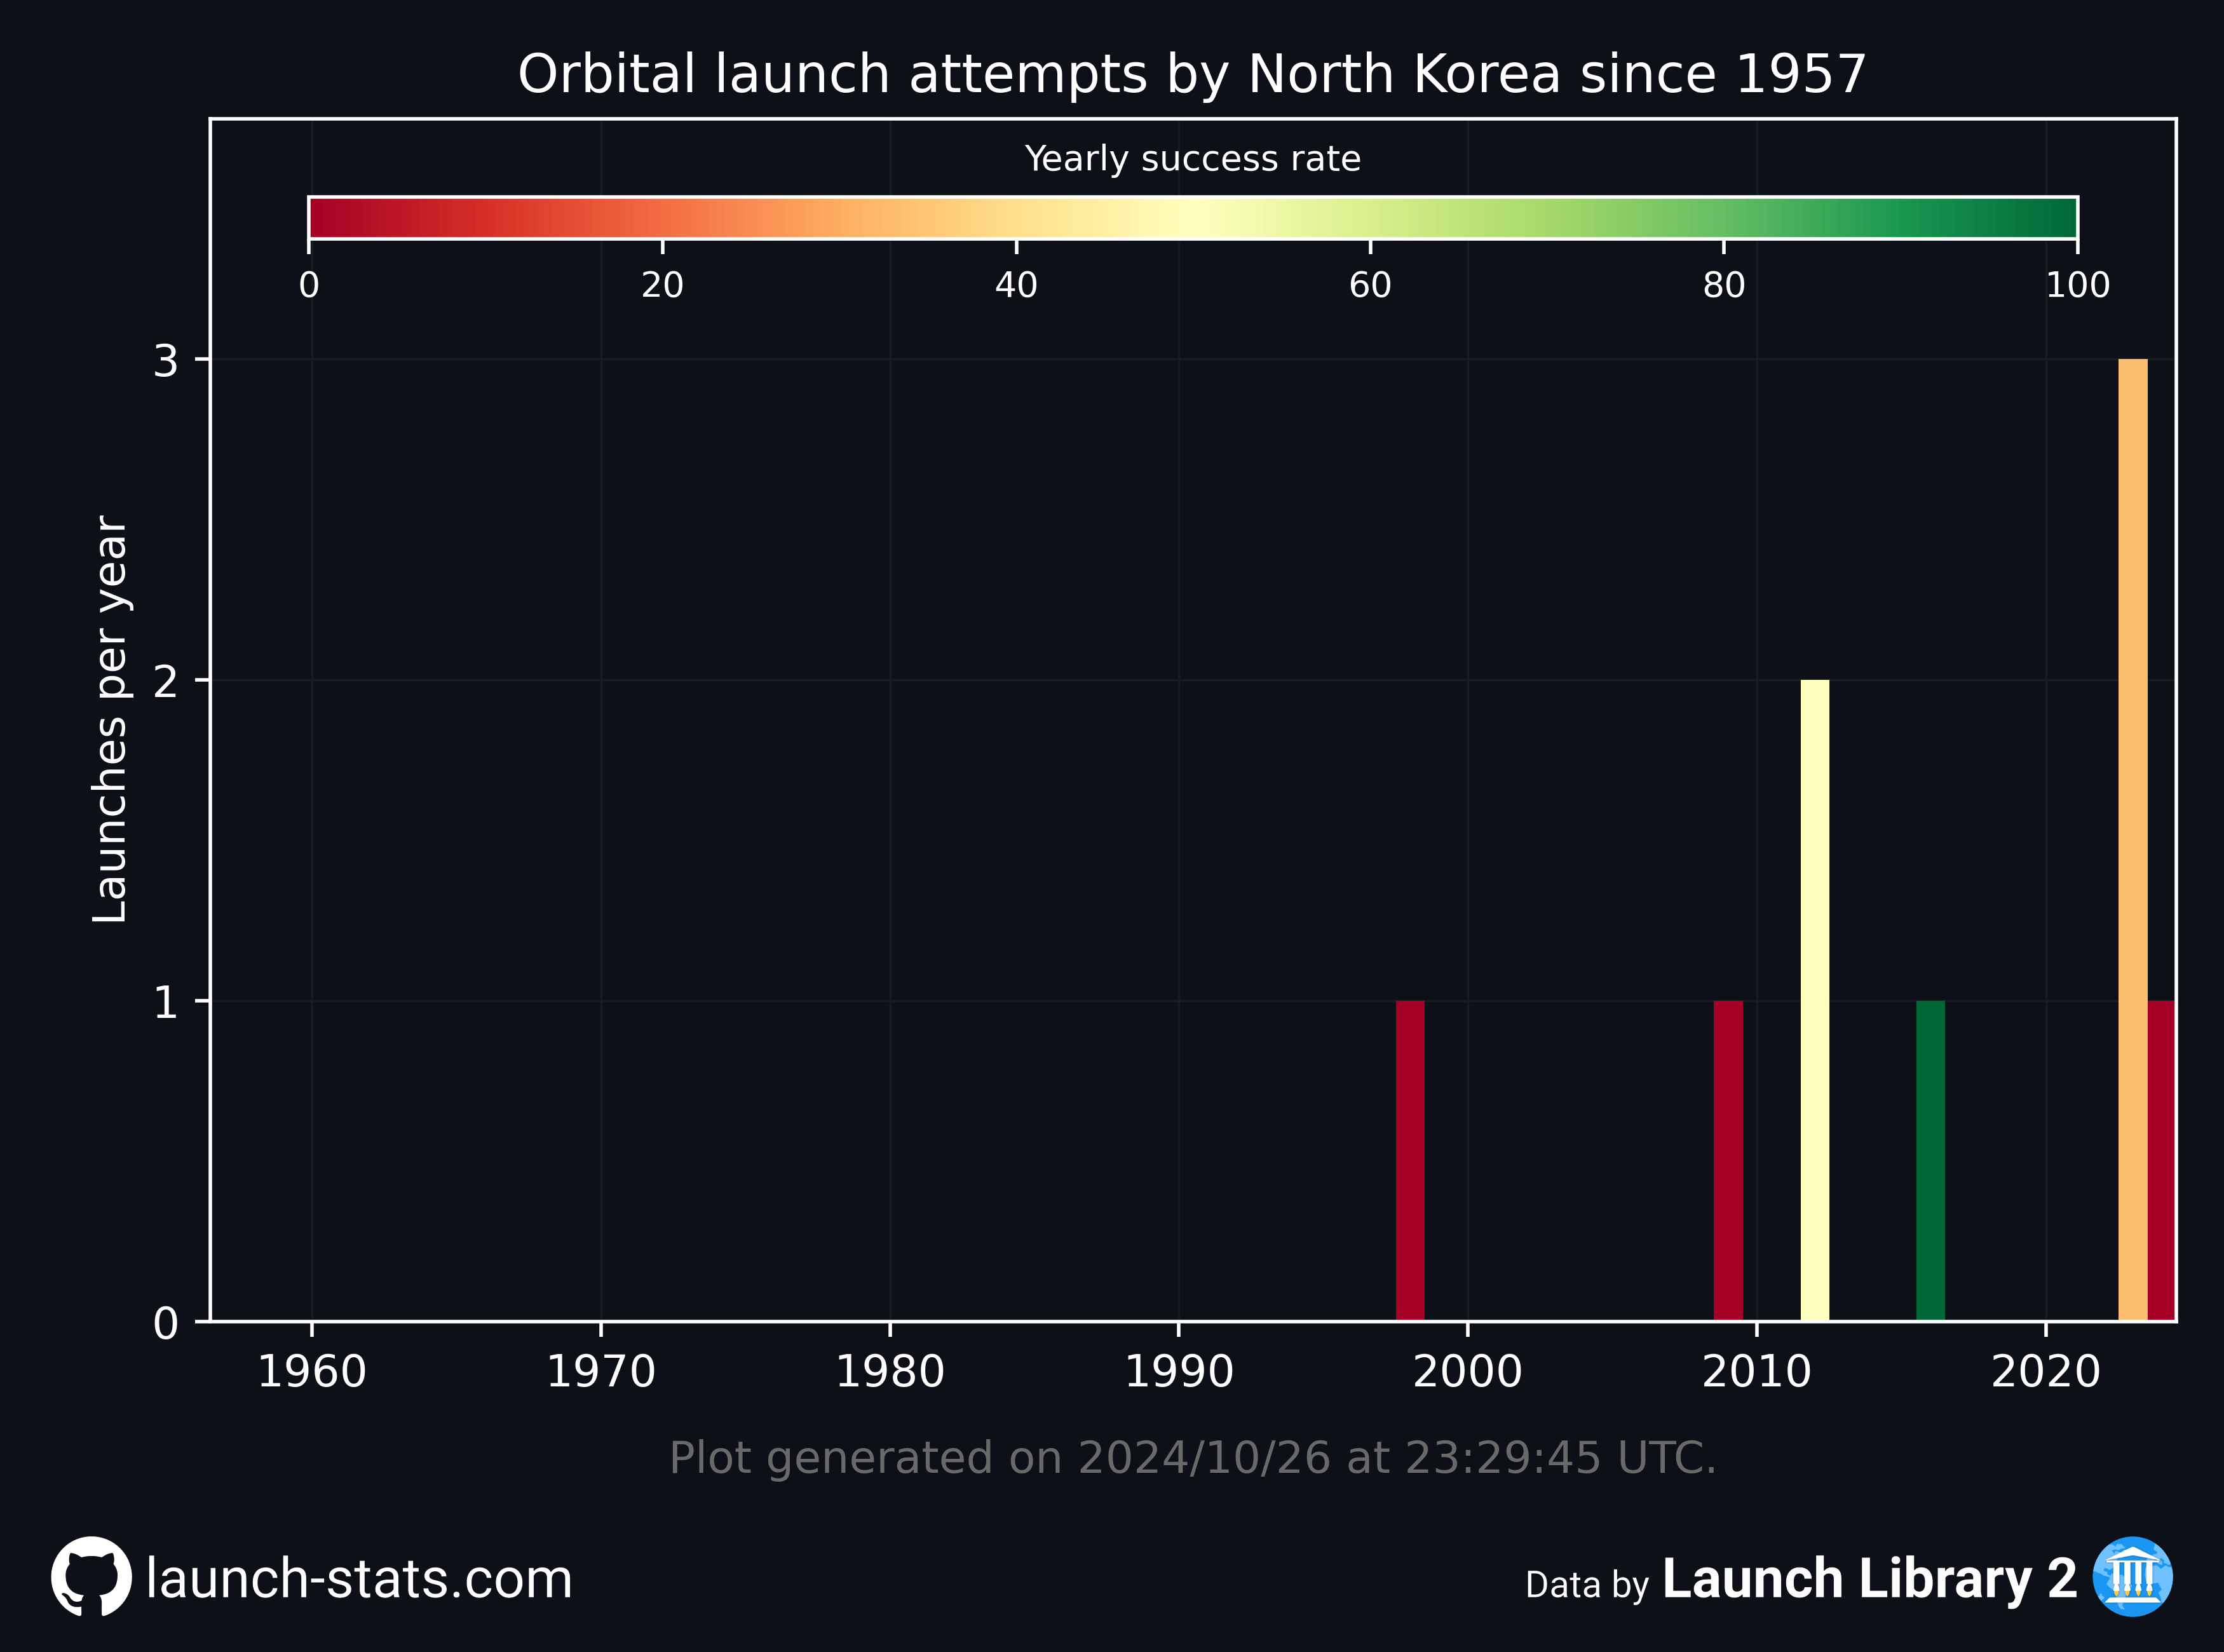 Orbital launch attempts by North Korea since 1957
Yearly success rate
0 20 40 60 80 100
Launches per year
3
2
1
0
1960 1970 1980 1990 2000 2010 2020
Plot generated on 2024/10/26 at 23:29:45 UTC.
launch-stats.com
Data by Launch Library 2